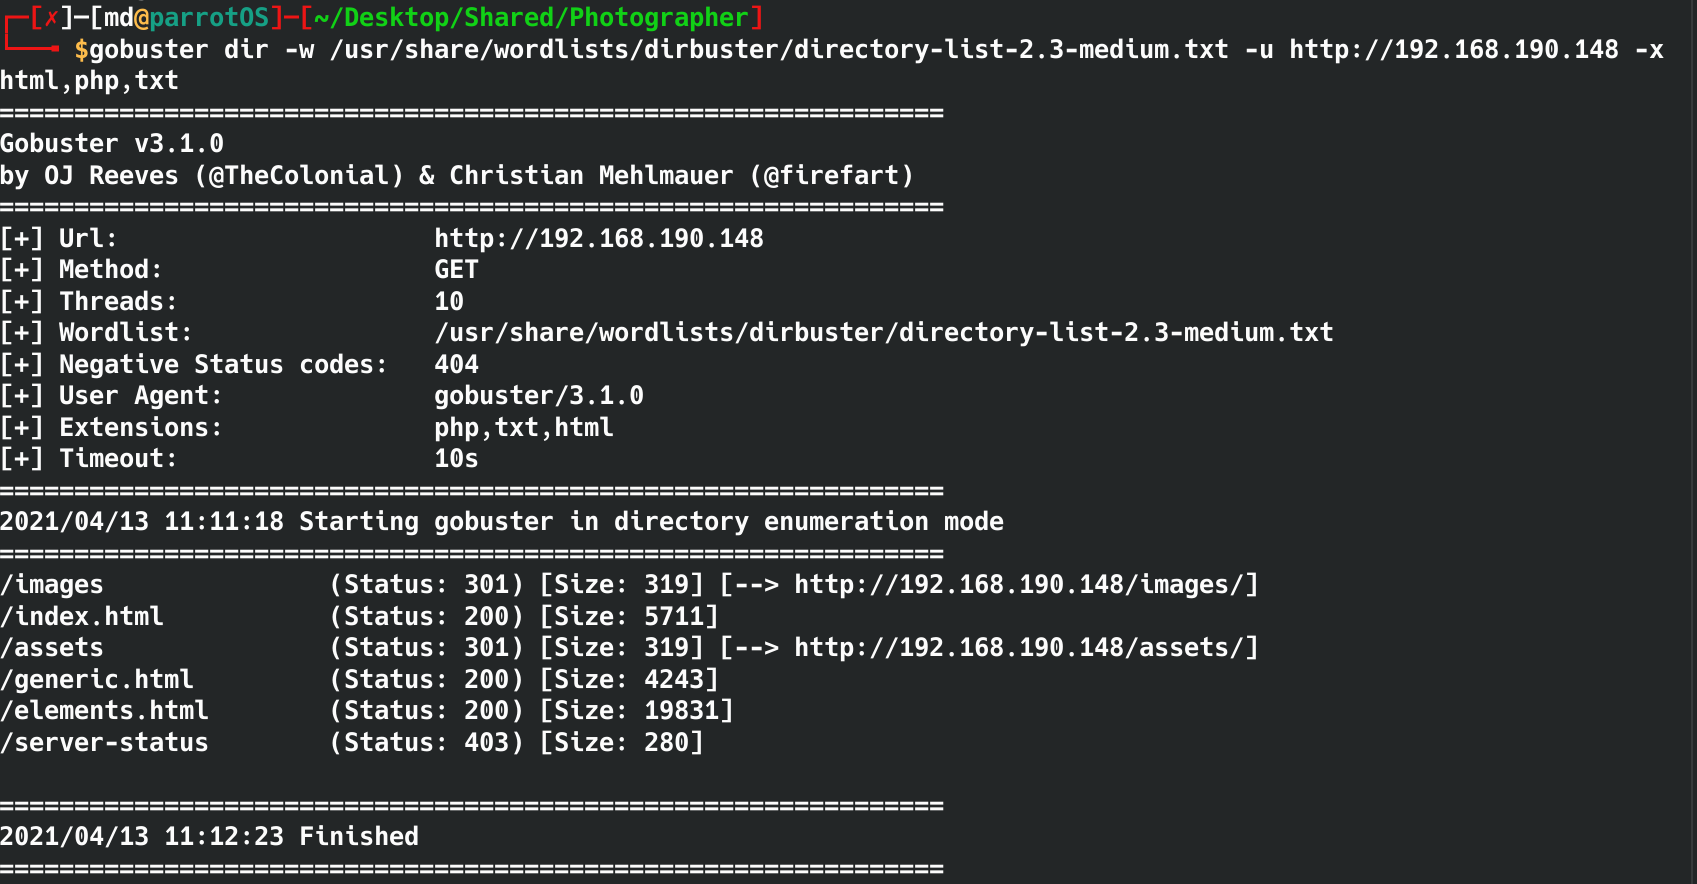 ┌─[✗]─[md@parrotOS]─[~/Desktop/Shared/Photographer]
└──╼ $gobuster dir -w /usr/share/wordlists/dirbuster/directory-list-2.3-medium.txt -u http://192.168.190.148 -x
html,php,txt
===============================================================
Gobuster v3.1.0
by OJ Reeves (@TheColonial) & Christian Mehlmauer (@firefart)
===============================================================
[+] Url:                     http://192.168.190.148
[+] Method:                  GET
[+] Threads:                 10
[+] Wordlist:                /usr/share/wordlists/dirbuster/directory-list-2.3-medium.txt
[+] Negative Status codes:   404
[+] User Agent:              gobuster/3.1.0
[+] Extensions:              php,txt,html
[+] Timeout:                 10s
===============================================================
2021/04/13 11:11:18 Starting gobuster in directory enumeration mode
===============================================================
/images               (Status: 301) [Size: 319] [--> http://192.168.190.148/images/]
/index.html           (Status: 200) [Size: 5711]
/assets               (Status: 301) [Size: 319] [--> http://192.168.190.148/assets/]
/generic.html         (Status: 200) [Size: 4243]
/elements.html        (Status: 200) [Size: 19831]
/server-status        (Status: 403) [Size: 280]
===============================================================
2021/04/13 11:12:23 Finished
===============================================================